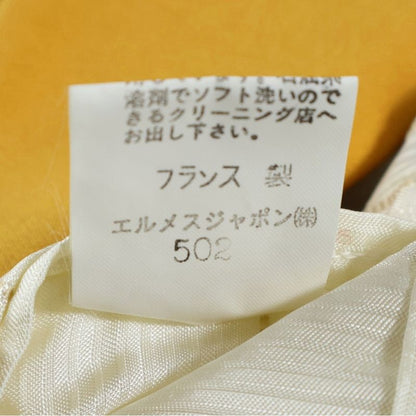 溶剤でソフト洗いので
きるクリーニング店へ
お出し下さい。
フランス 製
エルメスジャポン㈱
502